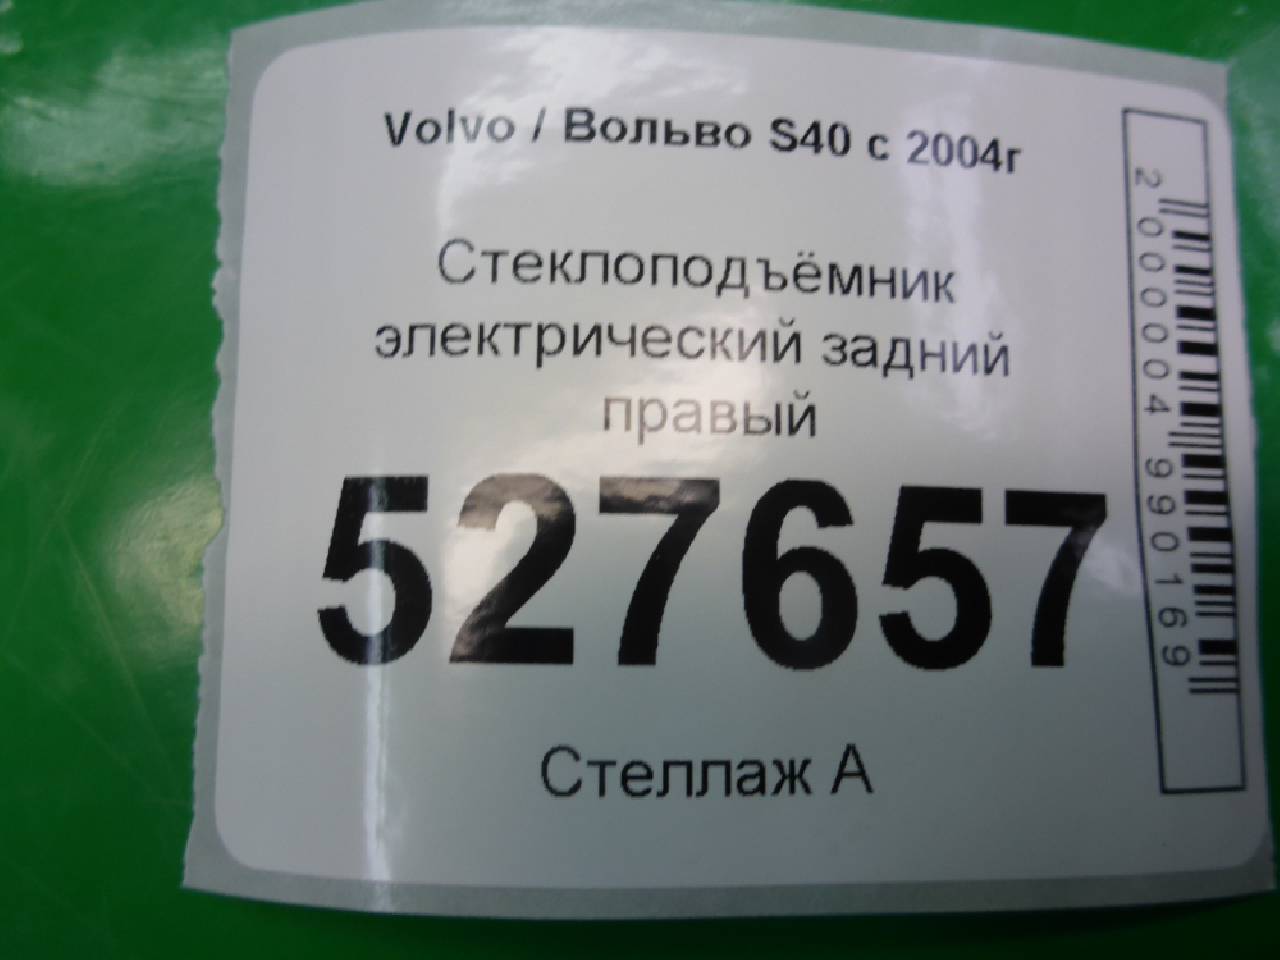 Volvo / Вольво S40 с 2004г
Стеклоподъёмник
электрический задний
правый
527657
Стеллаж А
2000004990169